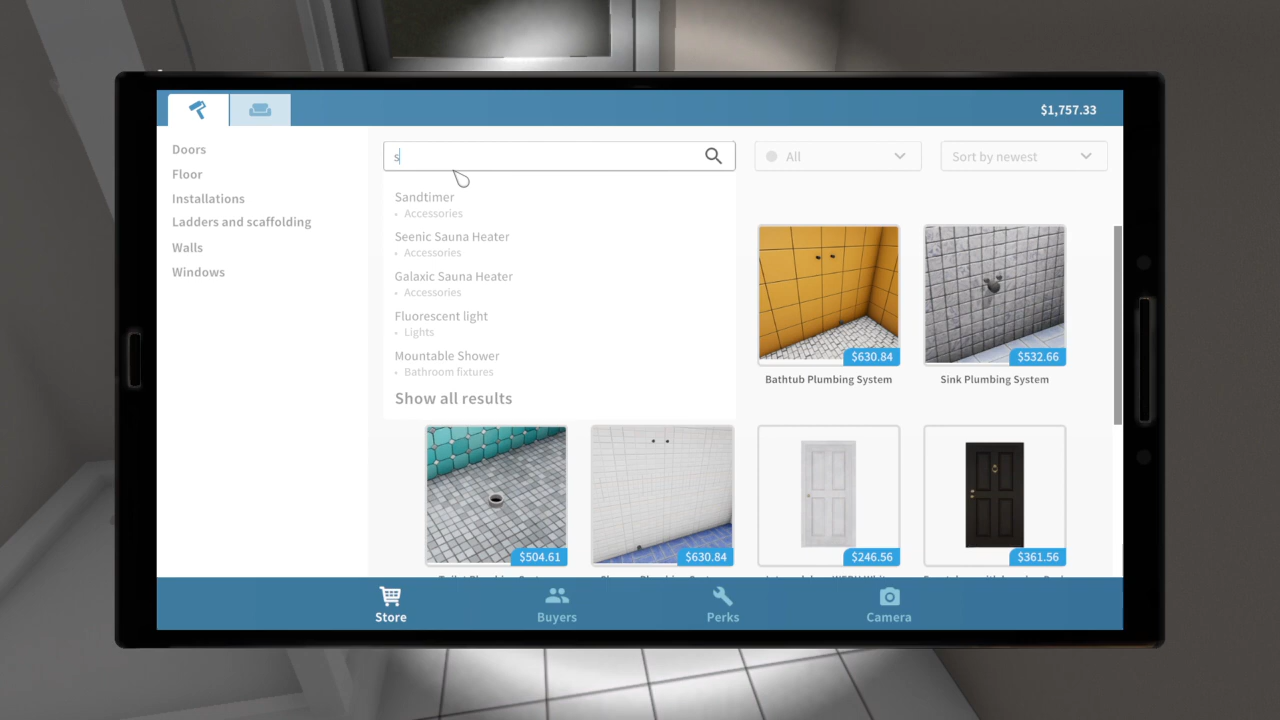 $1,757.33
Doors
Floor
Installations
Ladders and scaffolding
Walls
Windows
s
All
Sort by newest
Sandtimer
• Accessories
Seenic Sauna Heater
• Accessories
Galaxic Sauna Heater
• Accessories
Fluorescent light
• Lights
Mountable Shower
• Bathroom fixtures
Show all results
$630.84
Bathtub Plumbing System
$532.66
Sink Plumbing System
$504.61
$630.84
$246.56
$361.56
Store
Buyers
Perks
Camera